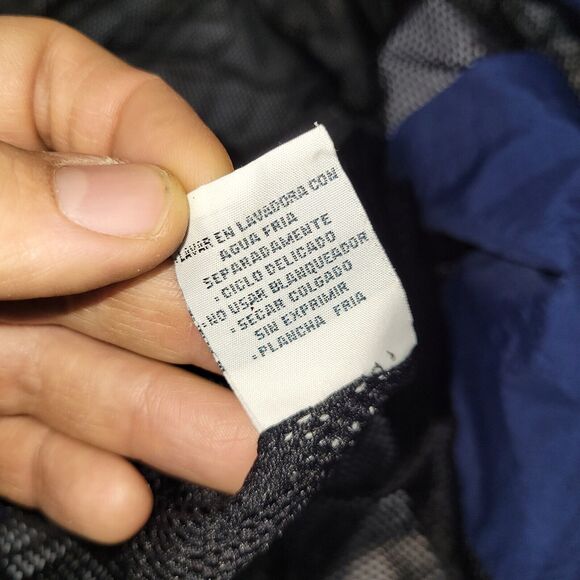 -LAVAR EN LAVADORA CON
AGUA FRIA
SEPARADAMENTE
- CICLO DELICADO
- NO USAR BLANQUEADOR
- SECAR COLGADO
SIN EXPRIMIR
- PLANCHA FRIA